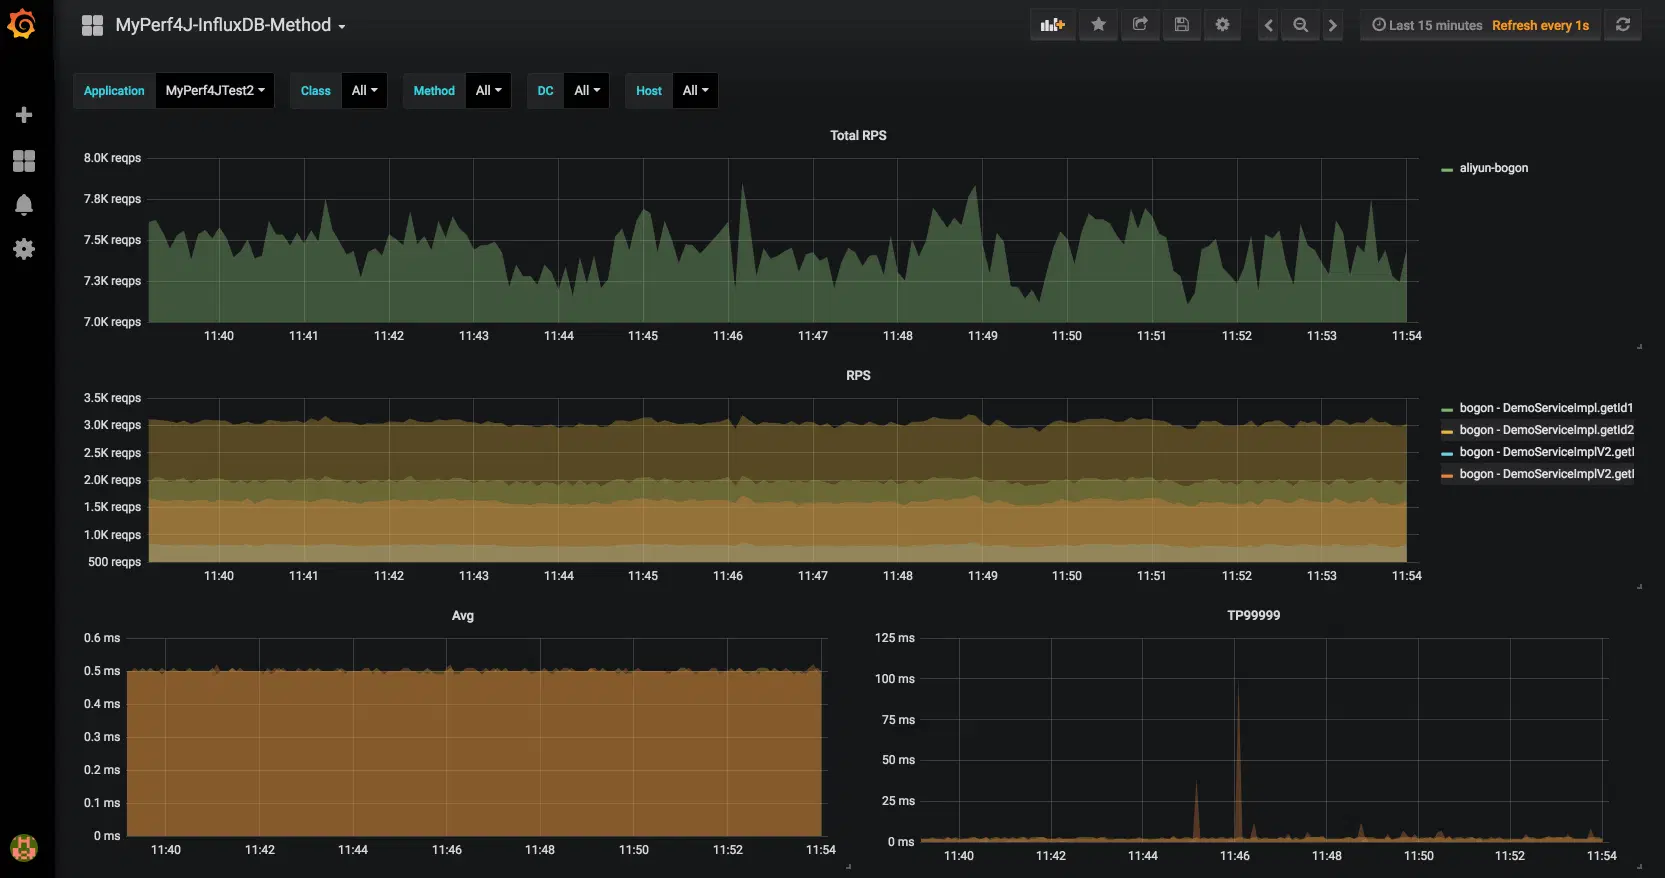 MyPerf4J-InfluxDB-Method
Last 15 minutes Refresh every 1s
Application MyPerf4JTest2 Class All Method All DC All Host All
Total RPS
8.0K reqps
7.8K reqps
7.5K reqps
7.3K reqps
7.0K reqps
11:40 11:41 11:42 11:43 11:44 11:45 11:46 11:47 11:48 11:49 11:50 11:51 11:52 11:53 11:54
aliyun-bogon
RPS
3.5K reqps
3.0K reqps
2.5K reqps
2.0K reqps
1.5K reqps
1.0K reqps
500 reqps
11:40 11:41 11:42 11:43 11:44 11:45 11:46 11:47 11:48 11:49 11:50 11:51 11:52 11:53 11:54
bogon - DemoServiceImpl.getId1
bogon - DemoServiceImpl.getId2
bogon - DemoServiceImplV2.getI
bogon - DemoServiceImplV2.getI
Avg
0.6 ms
0.5 ms
0.4 ms
0.3 ms
0.2 ms
0.1 ms
0 ms
11:40 11:42 11:44 11:46 11:48 11:50 11:52 11:54
TP99999
125 ms
100 ms
75 ms
50 ms
25 ms
0 ms
11:40 11:42 11:44 11:46 11:48 11:50 11:52 11:54